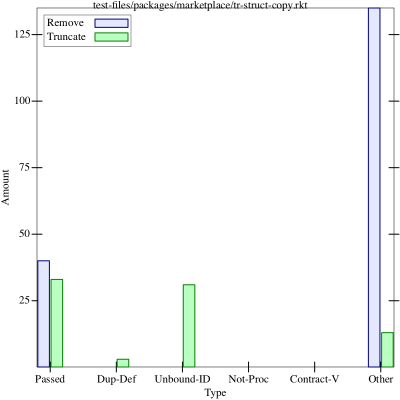 test-files/packages/marketplace/tr-struct-copy.rkt
Remove
Truncate
125
100
75
50
25
Amount
Passed Dup-Def Unbound-ID Not-Proc Contract-V Other
Type